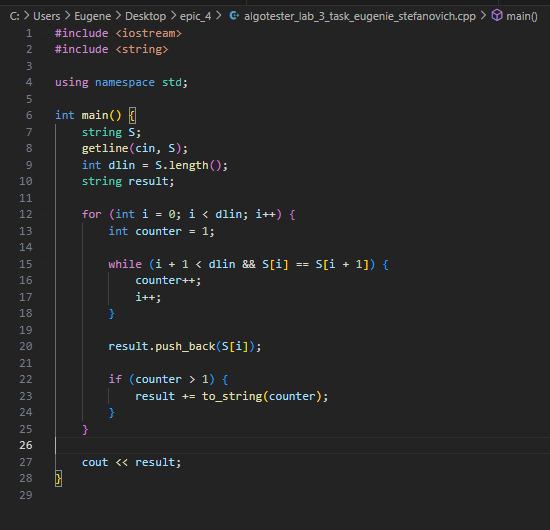 C: > Users > Eugene > Desktop > epic_4 > algotester_lab_3_task_eugenie_stefanovich.cpp > main()
1 #include <iostream>
2 #include <string>
3
4 using namespace std;
5
6 int main() {
7     string S;
8     getline(cin, S);
9     int dlin = S.length();
10     string result;
11
12     for (int i = 0; i < dlin; i++) {
13         int counter = 1;
14
15         while (i + 1 < dlin && S[i] == S[i + 1]) {
16             counter++;
17             i++;
18         }
19
20         result.push_back(S[i]);
21
22         if (counter > 1) {
23             result += to_string(counter);
24         }
25     }
26
27     cout << result;
28 }
29